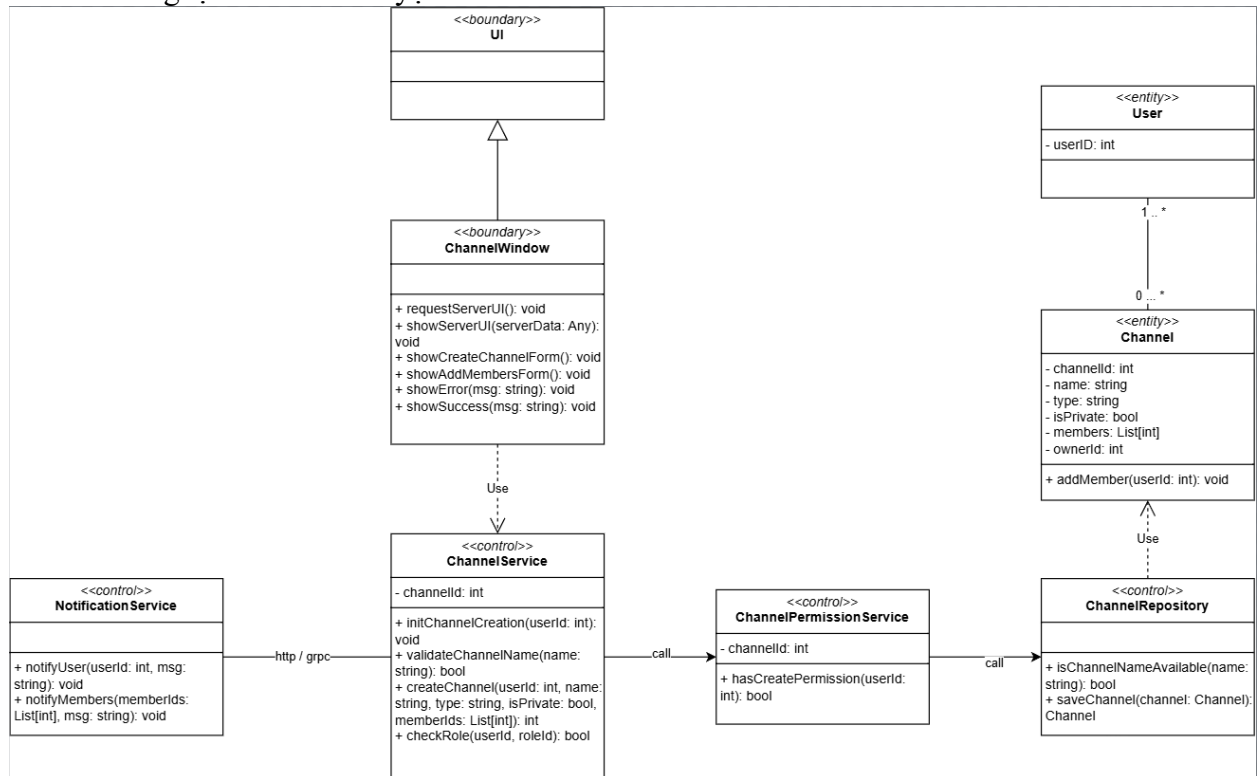 <<boundary>>
UI
<<entity>>
User
- userID: int
1 .. *
0 ... *
<<boundary>>
ChannelWindow
+ requestServerUI(): void
+ showServerUI(serverData: Any):
void
+ showCreateChannelForm(): void
+ showAddMembersForm(): void
+ showError(msg: string): void
+ showSuccess(msg: string): void
<<entity>>
Channel
- channelId: int
- name: string
- type: string
- isPrivate: bool
- members: List[int]
- ownerId: int
+ addMember(userId: int): void
Use
Use
<<control>>
NotificationService
+ notifyUser(userId: int, msg:
string): void
+ notifyMembers(memberIds:
List[int], msg: string): void
http / grpc
<<control>>
ChannelService
- channelId: int
+ initChannelCreation(userId: int):
void
+ validateChannelName(name:
string): bool
+ createChannel(userId: int, name:
string, type: string, isPrivate: bool,
memberIds: List[int]): int
+ checkRole(userId, roleId): bool
call
<<control>>
ChannelPermissionService
- channelId: int
+ hasCreatePermission(userId:
int): bool
call
<<control>>
ChannelRepository
+ isChannelNameAvailable(name:
string): bool
+ saveChannel(channel: Channel):
Channel